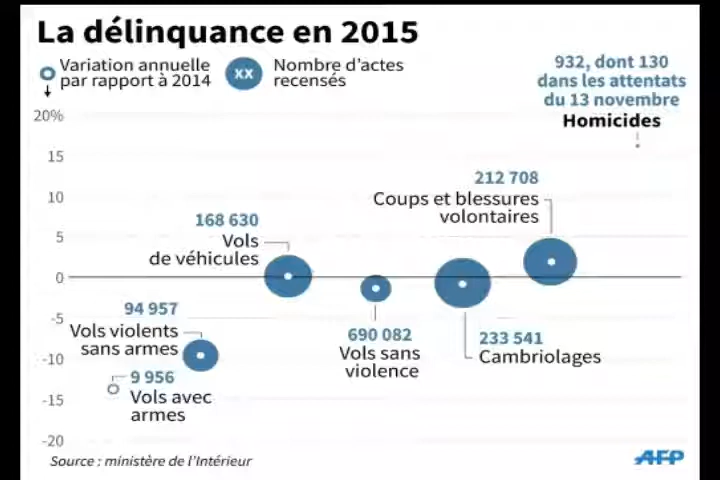 La délinquance en 2015
Variation annuelle
par rapport à 2014
xx
Nombre d'actes
recensés
932, dont 130
dans les attentats
du 13 novembre
Homicides
20%
15
10
5
0
-5
-10
-15
-20
212 708
Coups et blessures
volontaires
168 630
Vols
de véhicules
94 957
Vols violents
sans armes
9 956
Vols avec
armes
690 082
Vols sans
violence
233 541
Cambriolages
Source : ministère de l'Intérieur
AFP